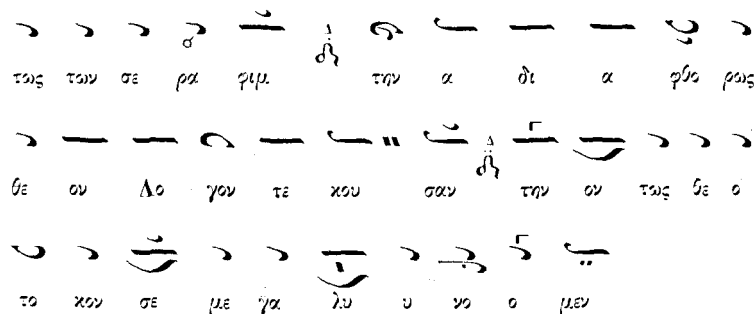 τως των σε ρα φιμ την α δι α φθο ρως
θε ον Λο γον τε κου σαν την ον τως θε ο
το κον σε με γα λυ υ νο ο μεν